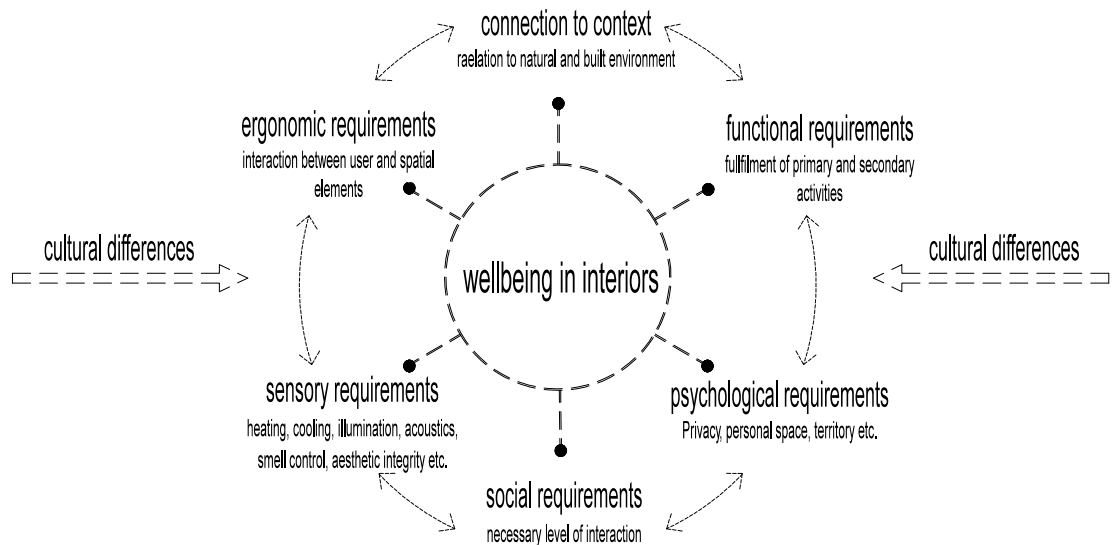 connection to context
raelation to natural and built environment
ergonomic requirements
interaction between user and spatial
elements
functional requirements
fullfilment of primary and secondary
activities
cultural differences
wellbeing in interiors
cultural differences
sensory requirements
heating, cooling, illumination, acoustics,
smell control, aesthetic integrity etc.
psychological requirements
Privacy, personal space, territory etc.
social requirements
necessary level of interaction